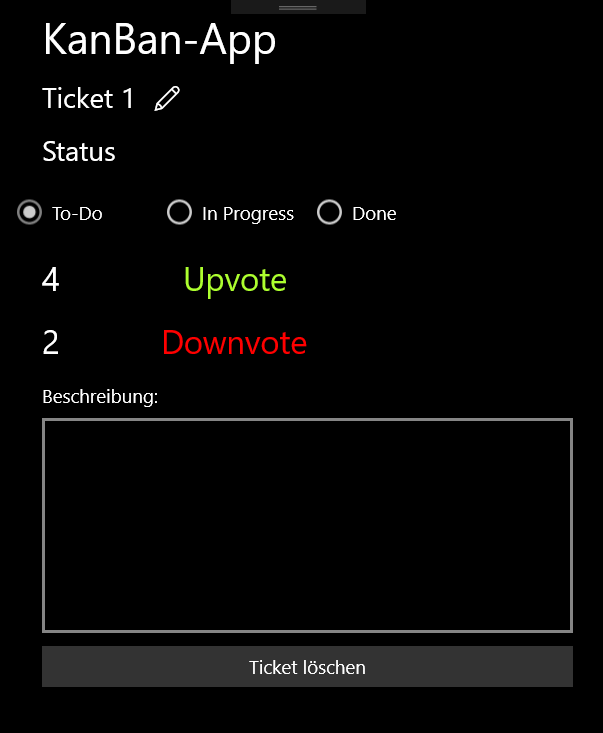 KanBan-App
Ticket 1
Status
To-Do In Progress Done
4 Upvote
2 Downvote
Beschreibung:
Ticket löschen